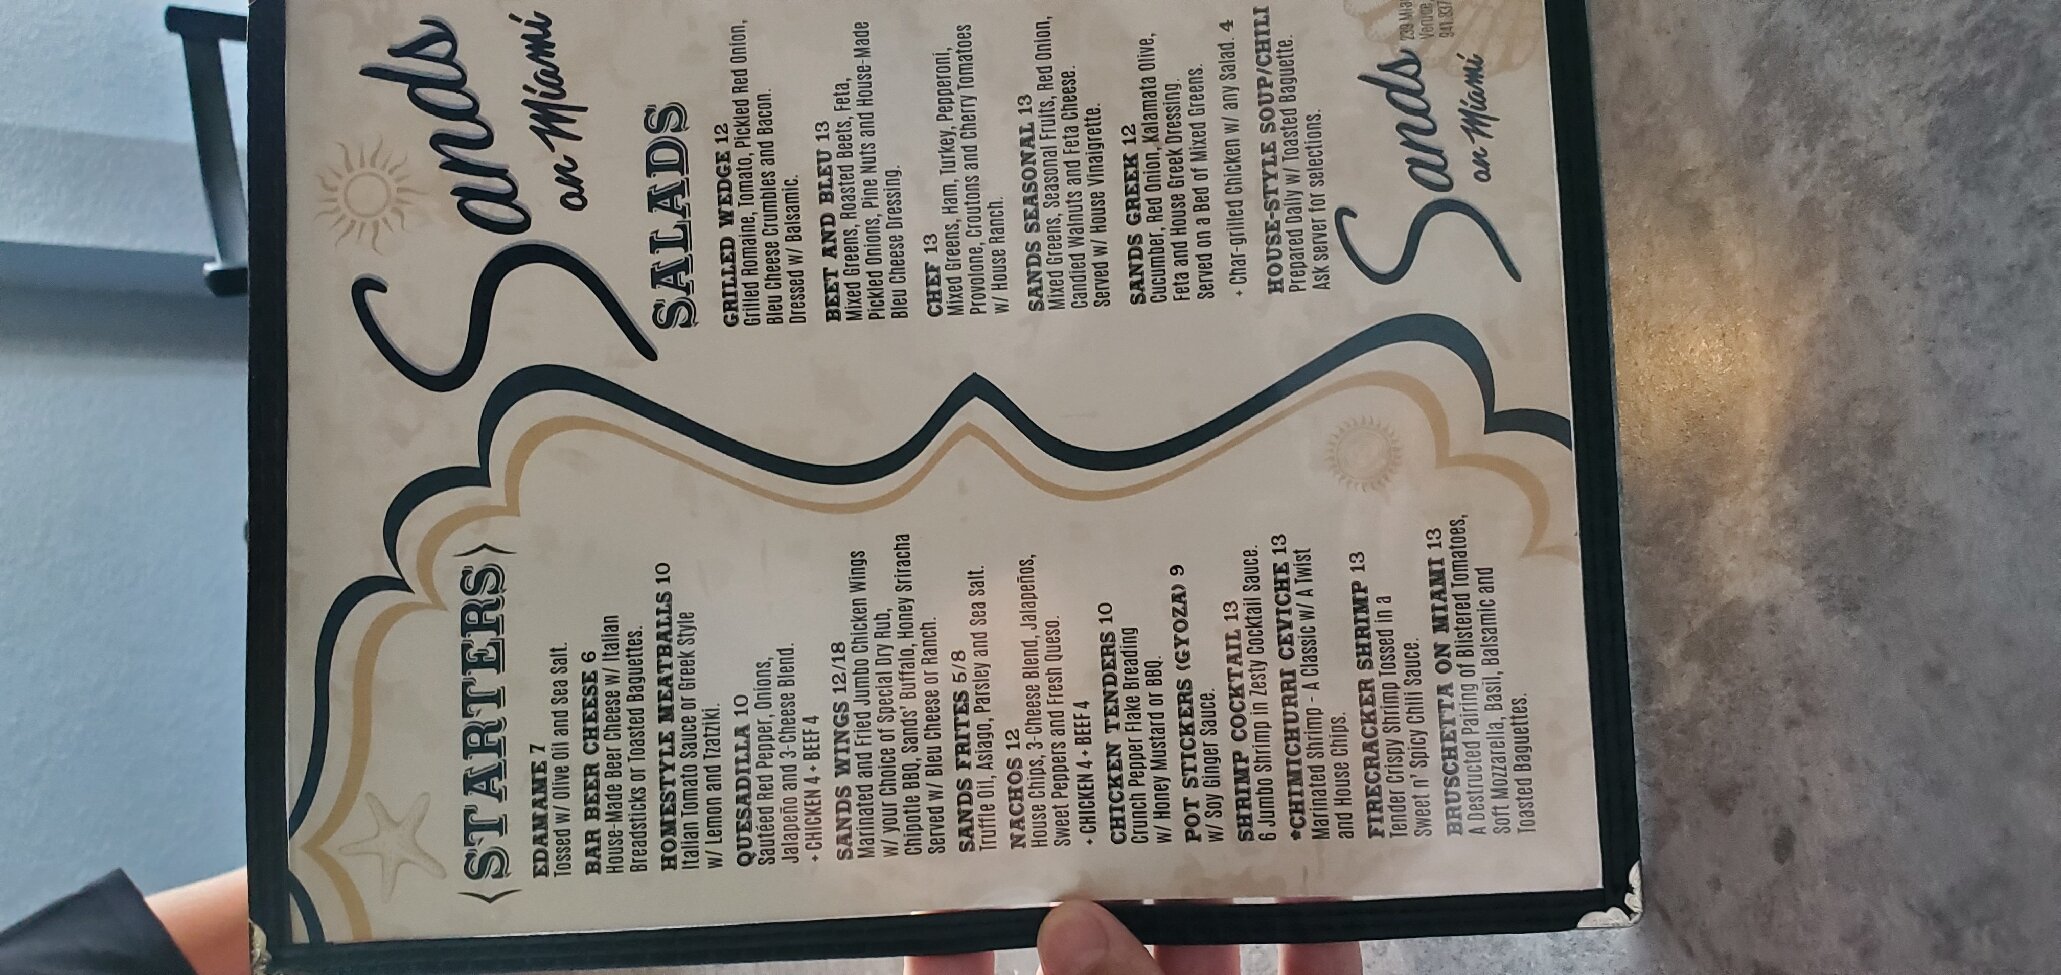 Sands
on Miami
STARTERS
EDAMAME 7
Tossed w/ Olive Oil and Sea Salt.
BAR BEER CHEESE 6
House-Made Beer Cheese w/ Italian
Breadsticks or Toasted Baguettes.
HOMESTYLE MEATBALLS 10
Italian Tomato Sauce or Greek Style
w/ Lemon and Tzatziki.
QUESADILLA 10
Sautéed Red Pepper, Onions,
Jalapeño and 3-Cheese Blend.
+ CHICKEN 4 + BEEF 4
SANDS WINGS 12/18
Marinated and Fried Jumbo Chicken Wings
w/ your Choice of Special Dry Rub,
Chipotle BBQ, Sands' Buffalo, Honey Sriracha
Served w/ Bleu Cheese or Ranch.
SANDS FRITES 5/8
Truffle Oil, Asiago, Parsley and Sea Salt.
NACHOS 12
House Chips, 3-Cheese Blend, Jalapeños,
Sweet Peppers and Fresh Queso.
+ CHICKEN 4 + BEEF 4
CHICKEN TENDERS 10
Crunch Pepper Flake Breading
w/ Honey Mustard or BBQ.
POT STICKERS (GYOZA) 9
w/ Soy Ginger Sauce.
SHRIMP COCKTAIL 13
6 Jumbo Shrimp in Zesty Cocktail Sauce.
*CHIMICHURRI CEVICHE 13
Marinated Shrimp - A Classic w/ A Twist
and House Chips.
FIRECRACKER SHRIMP 13
Tender Crispy Shrimp Tossed in a
Sweet n' Spicy Chili Sauce.
BRUSCHETTA ON MIAMI 13
A Destructed Pairing of Blistered Tomatoes,
Soft Mozzarella, Basil, Balsamic and
Toasted Baguettes.
SALADS
GRILLED WEDGE 12
Grilled Romaine, Tomato, Pickled Red Onion,
Bleu Cheese Crumbles and Bacon.
Dressed w/ Balsamic.
BEET AND BLEU 13
Mixed Greens, Roasted Beets, Feta,
Pickled Onions, Pine Nuts and House-Made
Bleu Cheese Dressing.
CHEF 13
Mixed Greens, Ham, Turkey, Pepperoni,
Provolone, Croutons and Cherry Tomatoes
w/ House Ranch.
SANDS SEASONAL 13
Mixed Greens, Seasonal Fruits, Red Onion,
Candied Walnuts and Feta Cheese.
Served w/ House Vinaigrette.
SANDS GREEK 12
Cucumber, Red Onion, Kalamata Olive,
Feta and House Greek Dressing.
Served on a Bed of Mixed Greens.
+ Char-grilled Chicken w/ any Salad. 4
HOUSE-STYLE SOUP/CHILI
Prepared Daily w/ Toasted Baguette.
Ask server for selections.
Sands
on Miami